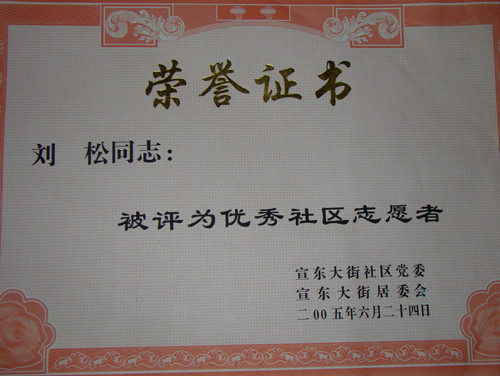 荣誉证书
刘 松同志：
被评为优秀社区志愿者
宣东大街社区党委
宣东大街居委会
二00五年六月二十四日